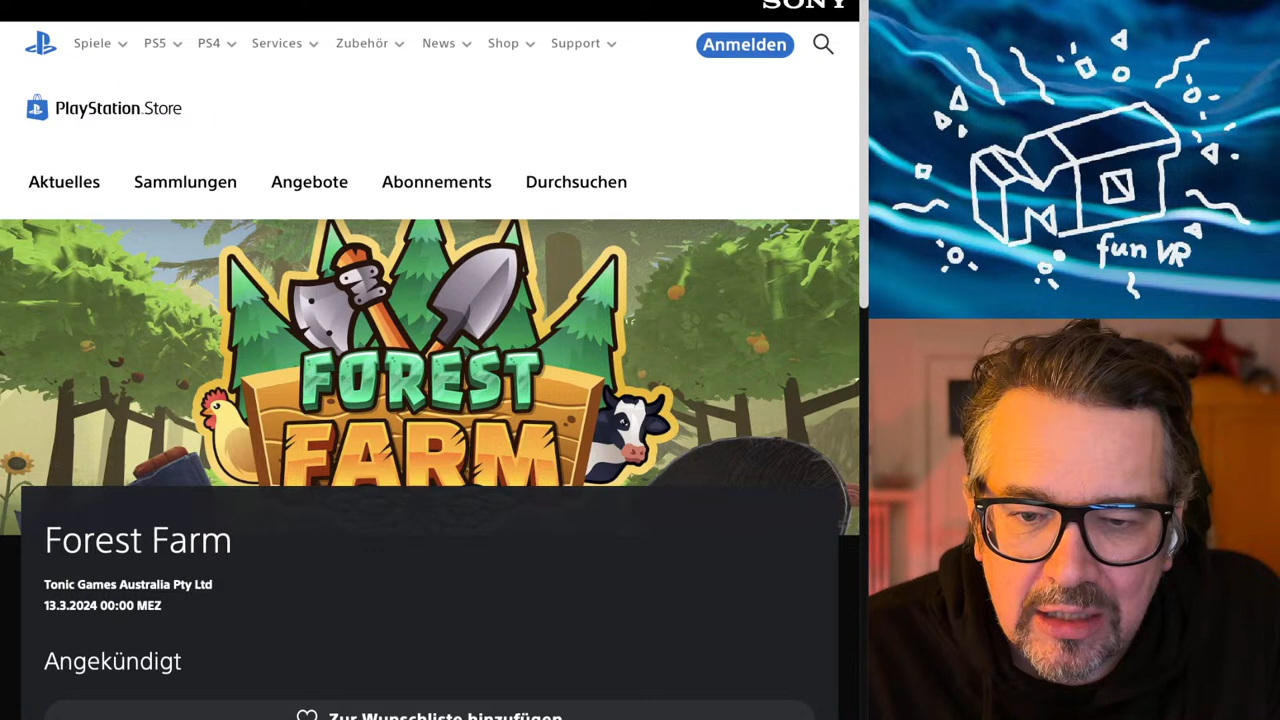 SONY
Spiele PS5 PS4 Services Zubehör News Shop Support Anmelden
PlayStation.Store
Aktuelles Sammlungen Angebote Abonnements Durchsuchen
FOREST
FARM
Forest Farm
Tonic Games Australia Pty Ltd
13.3.2024 00:00 MEZ
Angekündigt
Zur Wunschliste hinzufügen
fun VR